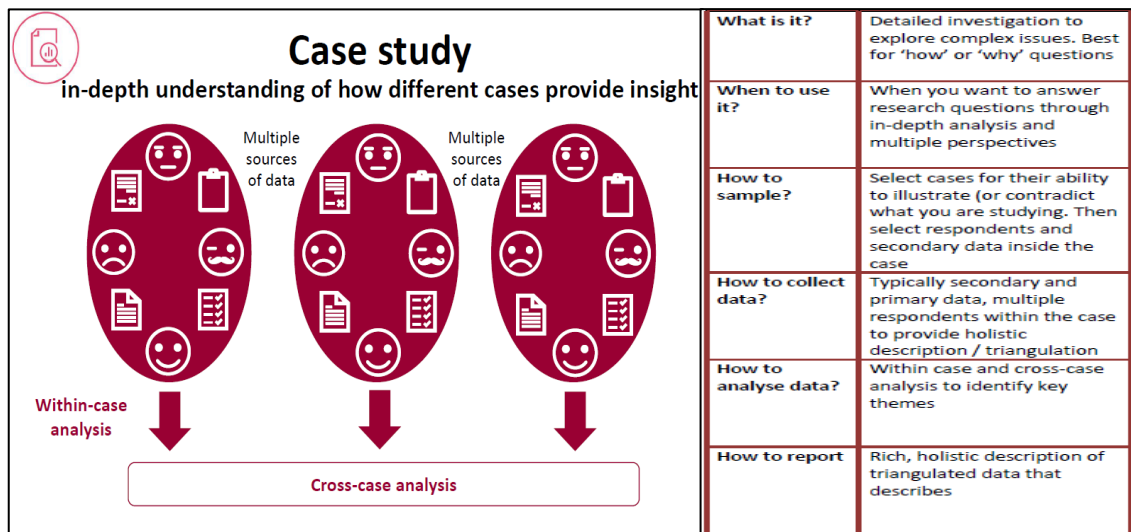 Case study
in-depth understanding of how different cases provide insight
Multiple
sources
of data
Multiple
sources
of data
Within-case
analysis
Cross-case analysis
What is it?
Detailed investigation to
explore complex issues. Best
for ‘how’ or ‘why’ questions
When to use
it?
When you want to answer
research questions through
in-depth analysis and
multiple perspectives
How to
sample?
Select cases for their ability
to illustrate (or contradict
what you are studying. Then
select respondents and
secondary data inside the
case
How to collect
data?
Typically secondary and
primary data, multiple
respondents within the case
to provide holistic
description / triangulation
How to
analyse data?
Within case and cross-case
analysis to identify key
themes
How to report
Rich, holistic description of
triangulated data that
describes